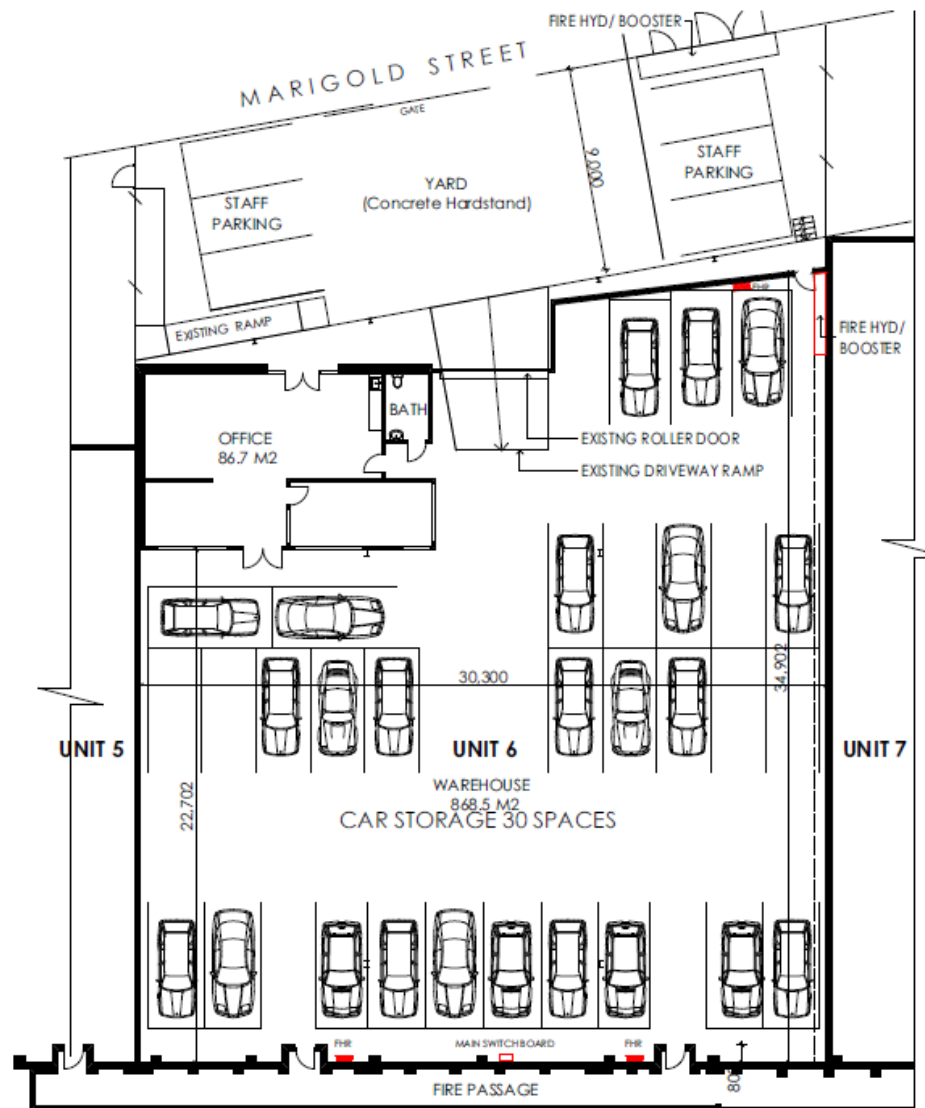 FIRE HYD/ BOOSTER
MARIGOLD STREET
GATE
9,000
STAFF
PARKING
YARD
(Concrete Hardstand)
STAFF
PARKING
FHR
EXISTING RAMP
FIRE HYD/
BOOSTER
BATH
OFFICE
86.7 M2
EXISTNG ROLLER DOOR
EXISTING DRIVEWAY RAMP
34,902
30,300
UNIT 5
UNIT 6
UNIT 7
WAREHOUSE
868.5 M2
22,702
CAR STORAGE 30 SPACES
FHR
MAIN SWITCHBOARD
FHR
FIRE PASSAGE